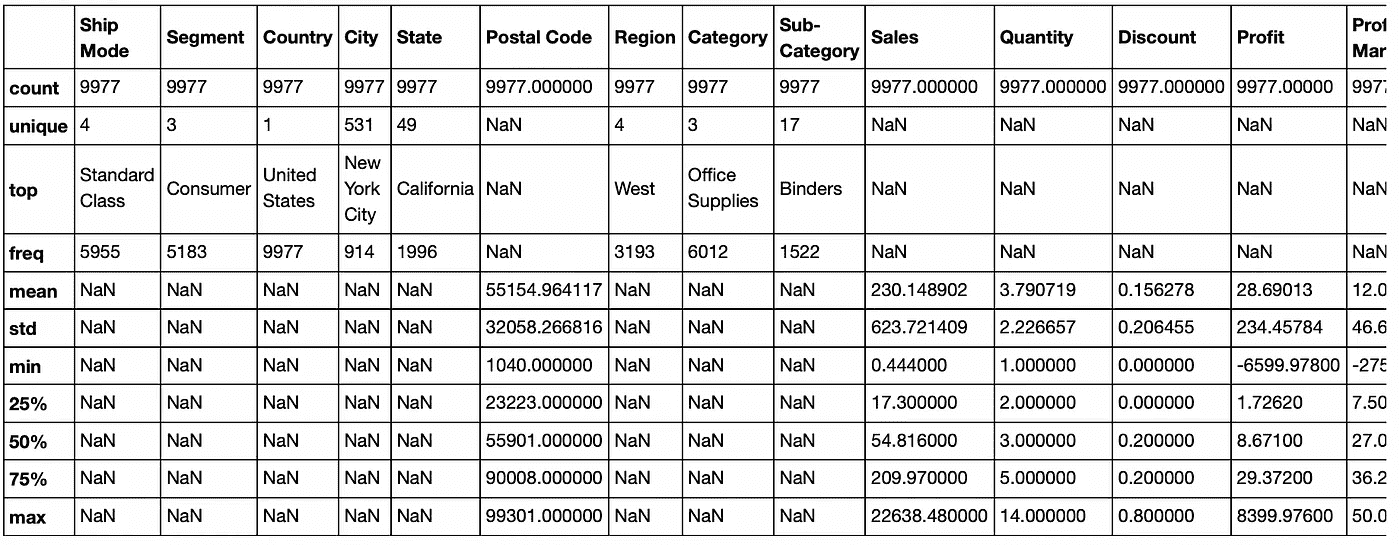 Ship Mode Segment Country City State Postal Code Region Category Sub-Category Sales Quantity Discount Profit Prof Mar
count 9977 9977 9977 9977 9977 9977.000000 9977 9977 9977 9977.000000 9977.000000 9977.000000 9977.00000 9977
unique 4 3 1 531 49 NaN 4 3 17 NaN NaN NaN NaN NaN
top Standard Class Consumer United States New York City California NaN West Office Supplies Binders NaN NaN NaN NaN NaN
freq 5955 5183 9977 914 1996 NaN 3193 6012 1522 NaN NaN NaN NaN NaN
mean NaN NaN NaN NaN NaN 55154.964117 NaN NaN NaN 230.148902 3.790719 0.156278 28.69013 12.0
std NaN NaN NaN NaN NaN 32058.266816 NaN NaN NaN 623.721409 2.226657 0.206455 234.45784 46.6
min NaN NaN NaN NaN NaN 1040.000000 NaN NaN NaN 0.444000 1.000000 0.000000 -6599.97800 -275
25% NaN NaN NaN NaN NaN 23223.000000 NaN NaN NaN 17.300000 2.000000 0.000000 1.72620 7.50
50% NaN NaN NaN NaN NaN 55901.000000 NaN NaN NaN 54.816000 3.000000 0.200000 8.67100 27.0
75% NaN NaN NaN NaN NaN 90008.000000 NaN NaN NaN 209.970000 5.000000 0.200000 29.37200 36.2
max NaN NaN NaN NaN NaN 99301.000000 NaN NaN NaN 22638.480000 14.000000 0.800000 8399.97600 50.0